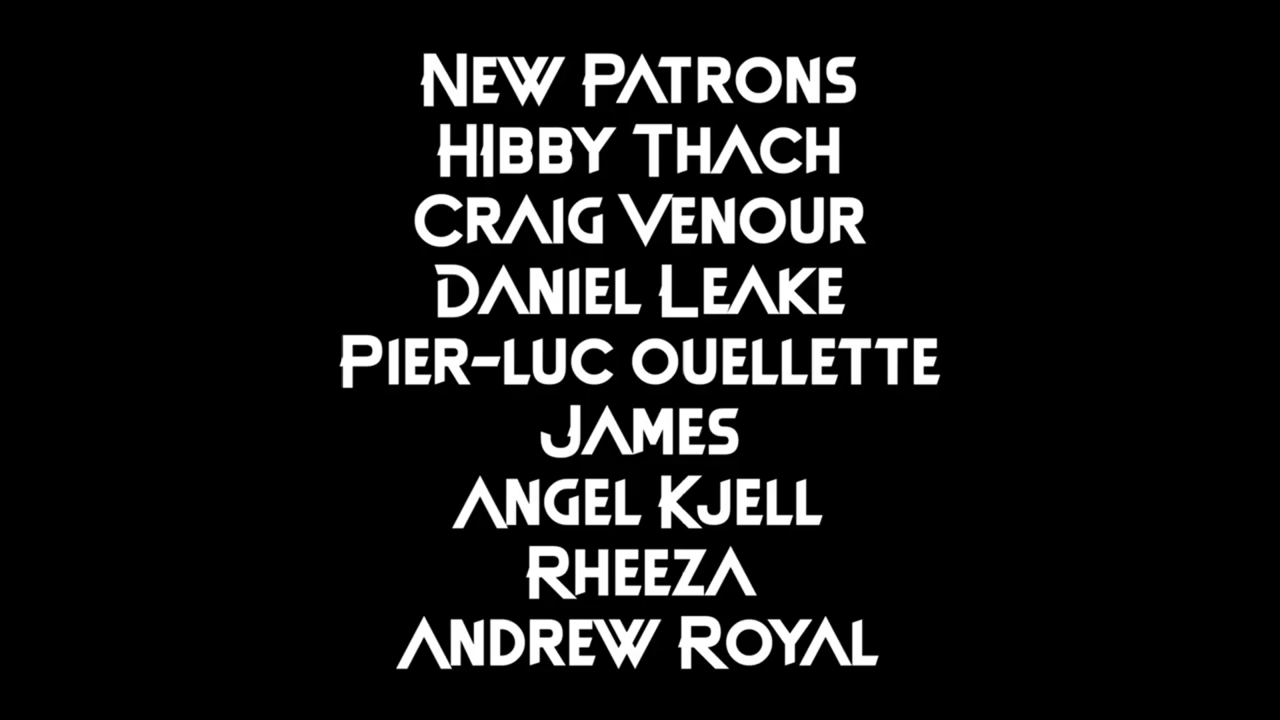 New Patrons
HIbby Thach
Craig Venour
Daniel Leake
Pier-luc ouellette
James
Angel Kjell
Rheeza
Andrew Royal